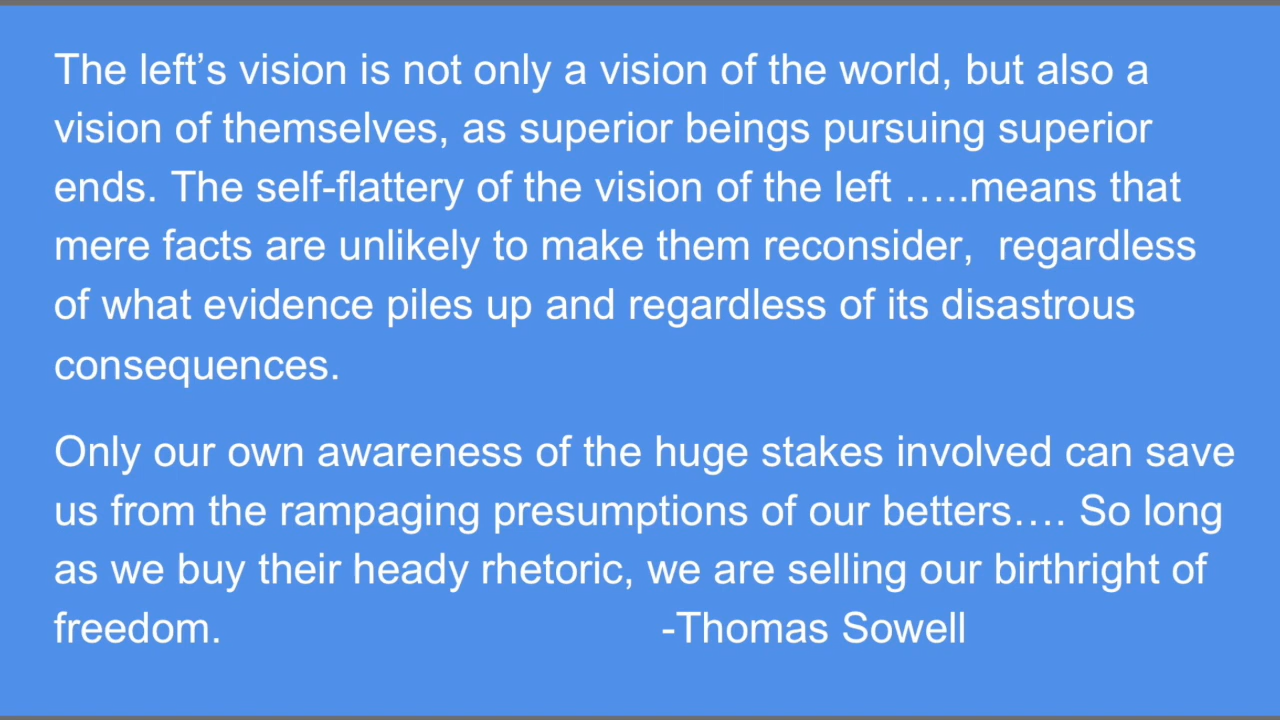 The left’s vision is not only a vision of the world, but also a
vision of themselves, as superior beings pursuing superior
ends. The self-flattery of the vision of the left …..means that
mere facts are unlikely to make them reconsider,  regardless
of what evidence piles up and regardless of its disastrous
consequences.
Only our own awareness of the huge stakes involved can save
us from the rampaging presumptions of our betters…. So long
as we buy their heady rhetoric, we are selling our birthright of
freedom. -Thomas Sowell